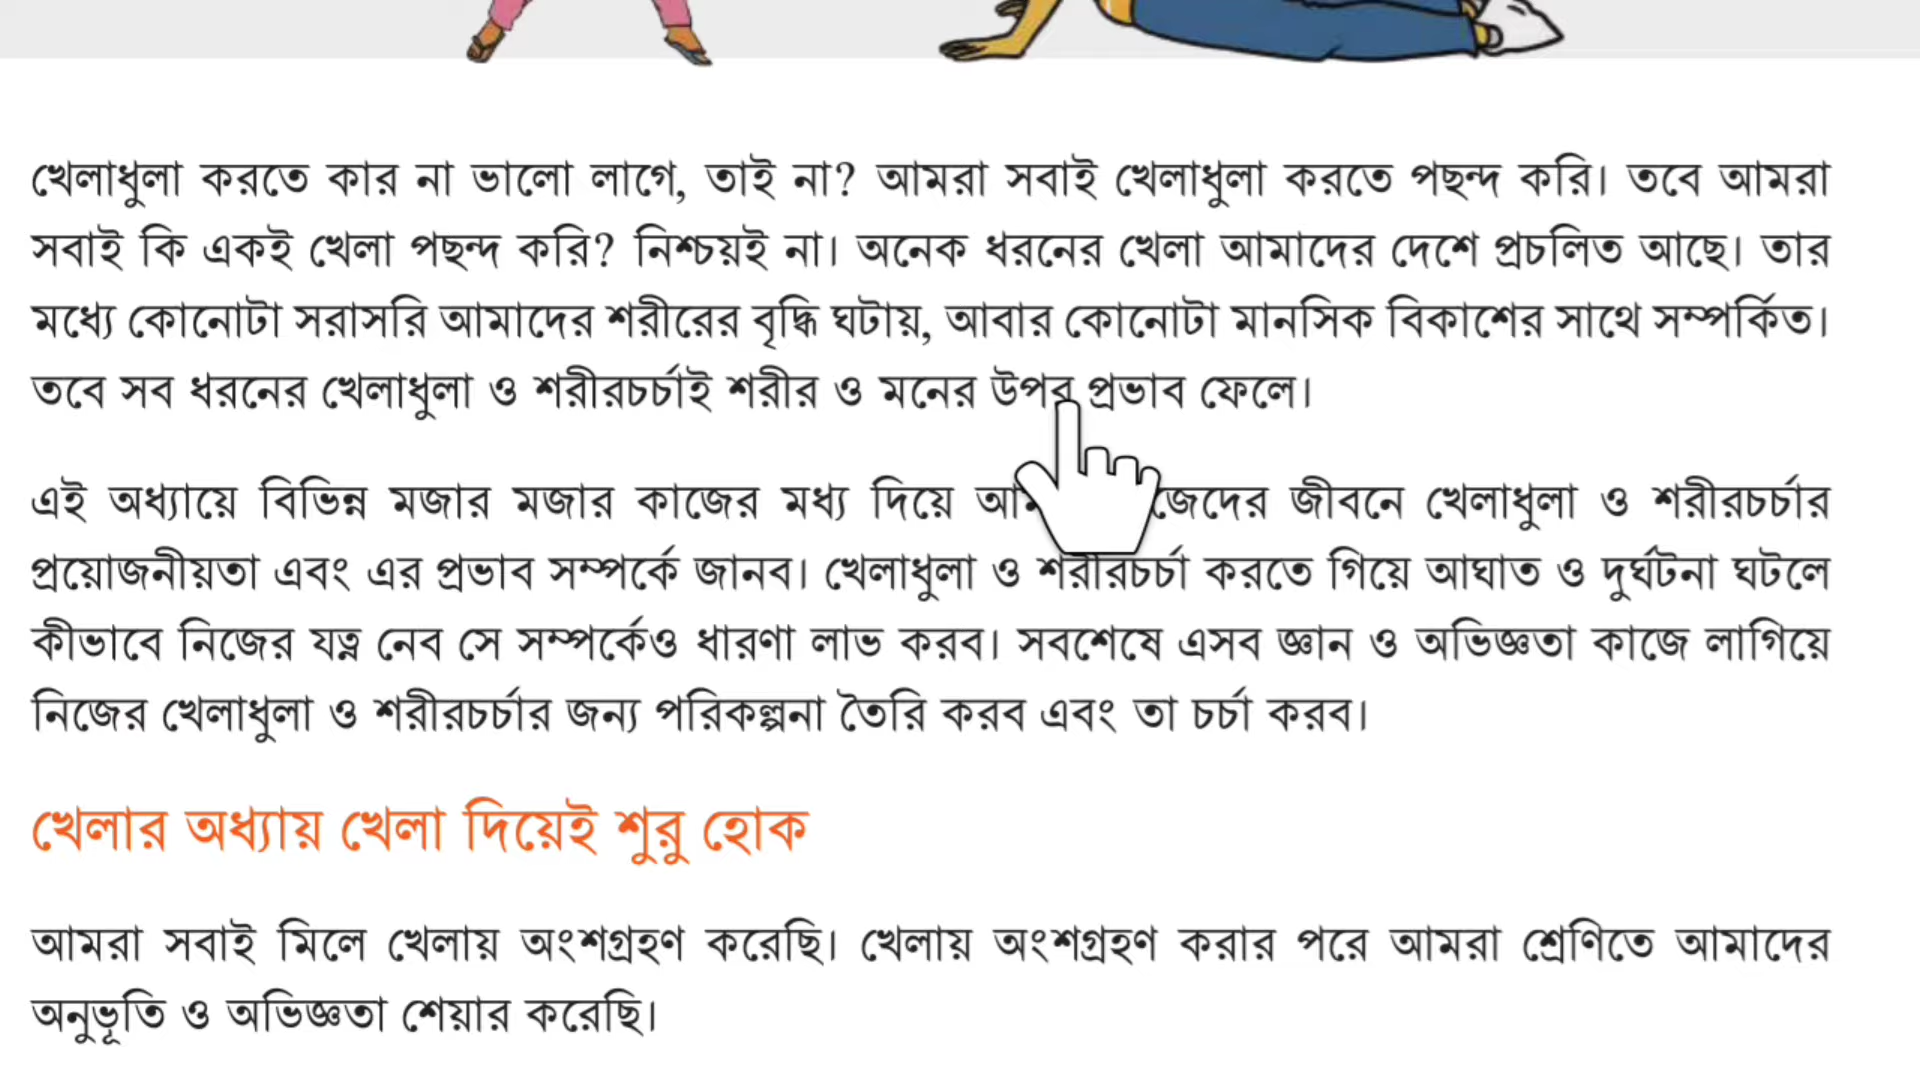 খেলাধুলা করতে কার না ভালো লাগে, তাই না? আমরা সবাই খেলাধুলা করতে পছন্দ করি। তবে আমরা
সবাই কি একই খেলা পছন্দ করি? নিশ্চয়ই না। অনেক ধরনের খেলা আমাদের দেশে প্রচলিত আছে। তার
মধ্যে কোনোটা সরাসরি আমাদের শরীরের বৃদ্ধি ঘটায়, আবার কোনোটা মানসিক বিকাশের সাথে সম্পর্কিত।
তবে সব ধরনের খেলাধুলা ও শরীরচর্চাই শরীর ও মনের উপর প্রভাব ফেলে।
এই অধ্যায়ে বিভিন্ন মজার মজার কাজের মধ্য দিয়ে জীবনে খেলাধুলা ও শরীরচর্চার
প্রয়োজনীয়তা এবং এর প্রভাব সম্পর্কে জানব। খেলাধুলা ও শরীরচর্চা করতে গিয়ে আঘাত ও দুর্ঘটনা ঘটলে
কীভাবে নিজের যত্ন নেব সে সম্পর্কেও ধারণা লাভ করব। সবশেষে এসব জ্ঞান ও অভিজ্ঞতা কাজে লাগিয়ে
নিজের খেলাধুলা ও শরীরচর্চার জন্য পরিকল্পনা তৈরি করব এবং তা চর্চা করব।
খেলার অধ্যায় খেলা দিয়েই শুরু হোক
আমরা সবাই মিলে খেলায় অংশগ্রহণ করেছি। খেলায় অংশগ্রহণ করার পরে আমরা শ্রেণিতে আমাদের
অনুভূতি ও অভিজ্ঞতা শেয়ার করেছি।